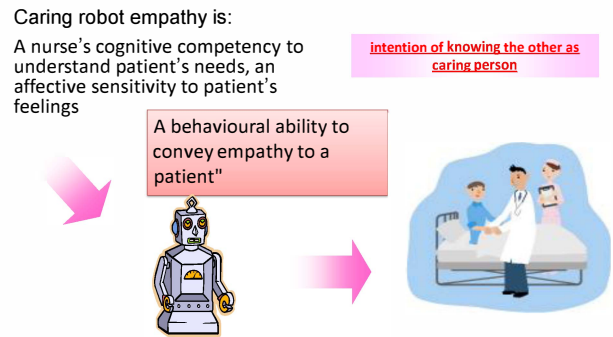 Caring robot empathy is:
A nurse’s cognitive competency to
understand patient’s needs, an
affective sensitivity to patient’s
feelings
intention of knowing the other as
caring person
A behavioural ability to
convey empathy to a
patient"